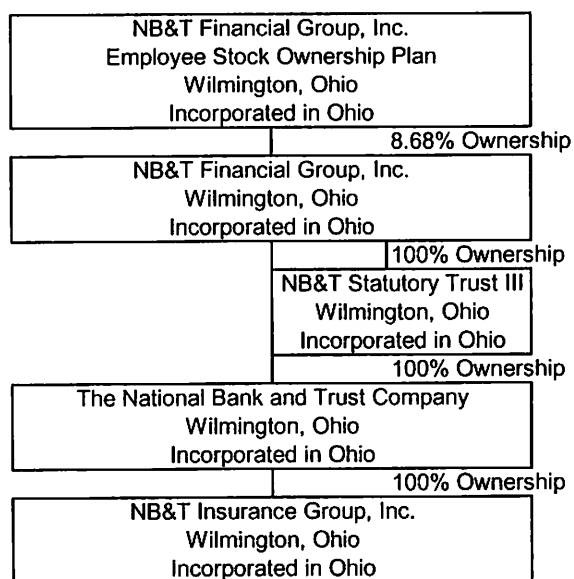 NB&T Financial Group, Inc.
Employee Stock Ownership Plan
Wilmington, Ohio
Incorporated in Ohio
8.68% Ownership
NB&T Financial Group, Inc.
Wilmington, Ohio
Incorporated in Ohio
100% Ownership
NB&T Statutory Trust III
Wilmington, Ohio
Incorporated in Ohio
100% Ownership
The National Bank and Trust Company
Wilmington, Ohio
Incorporated in Ohio
100% Ownership
NB&T Insurance Group, Inc.
Wilmington, Ohio
Incorporated in Ohio